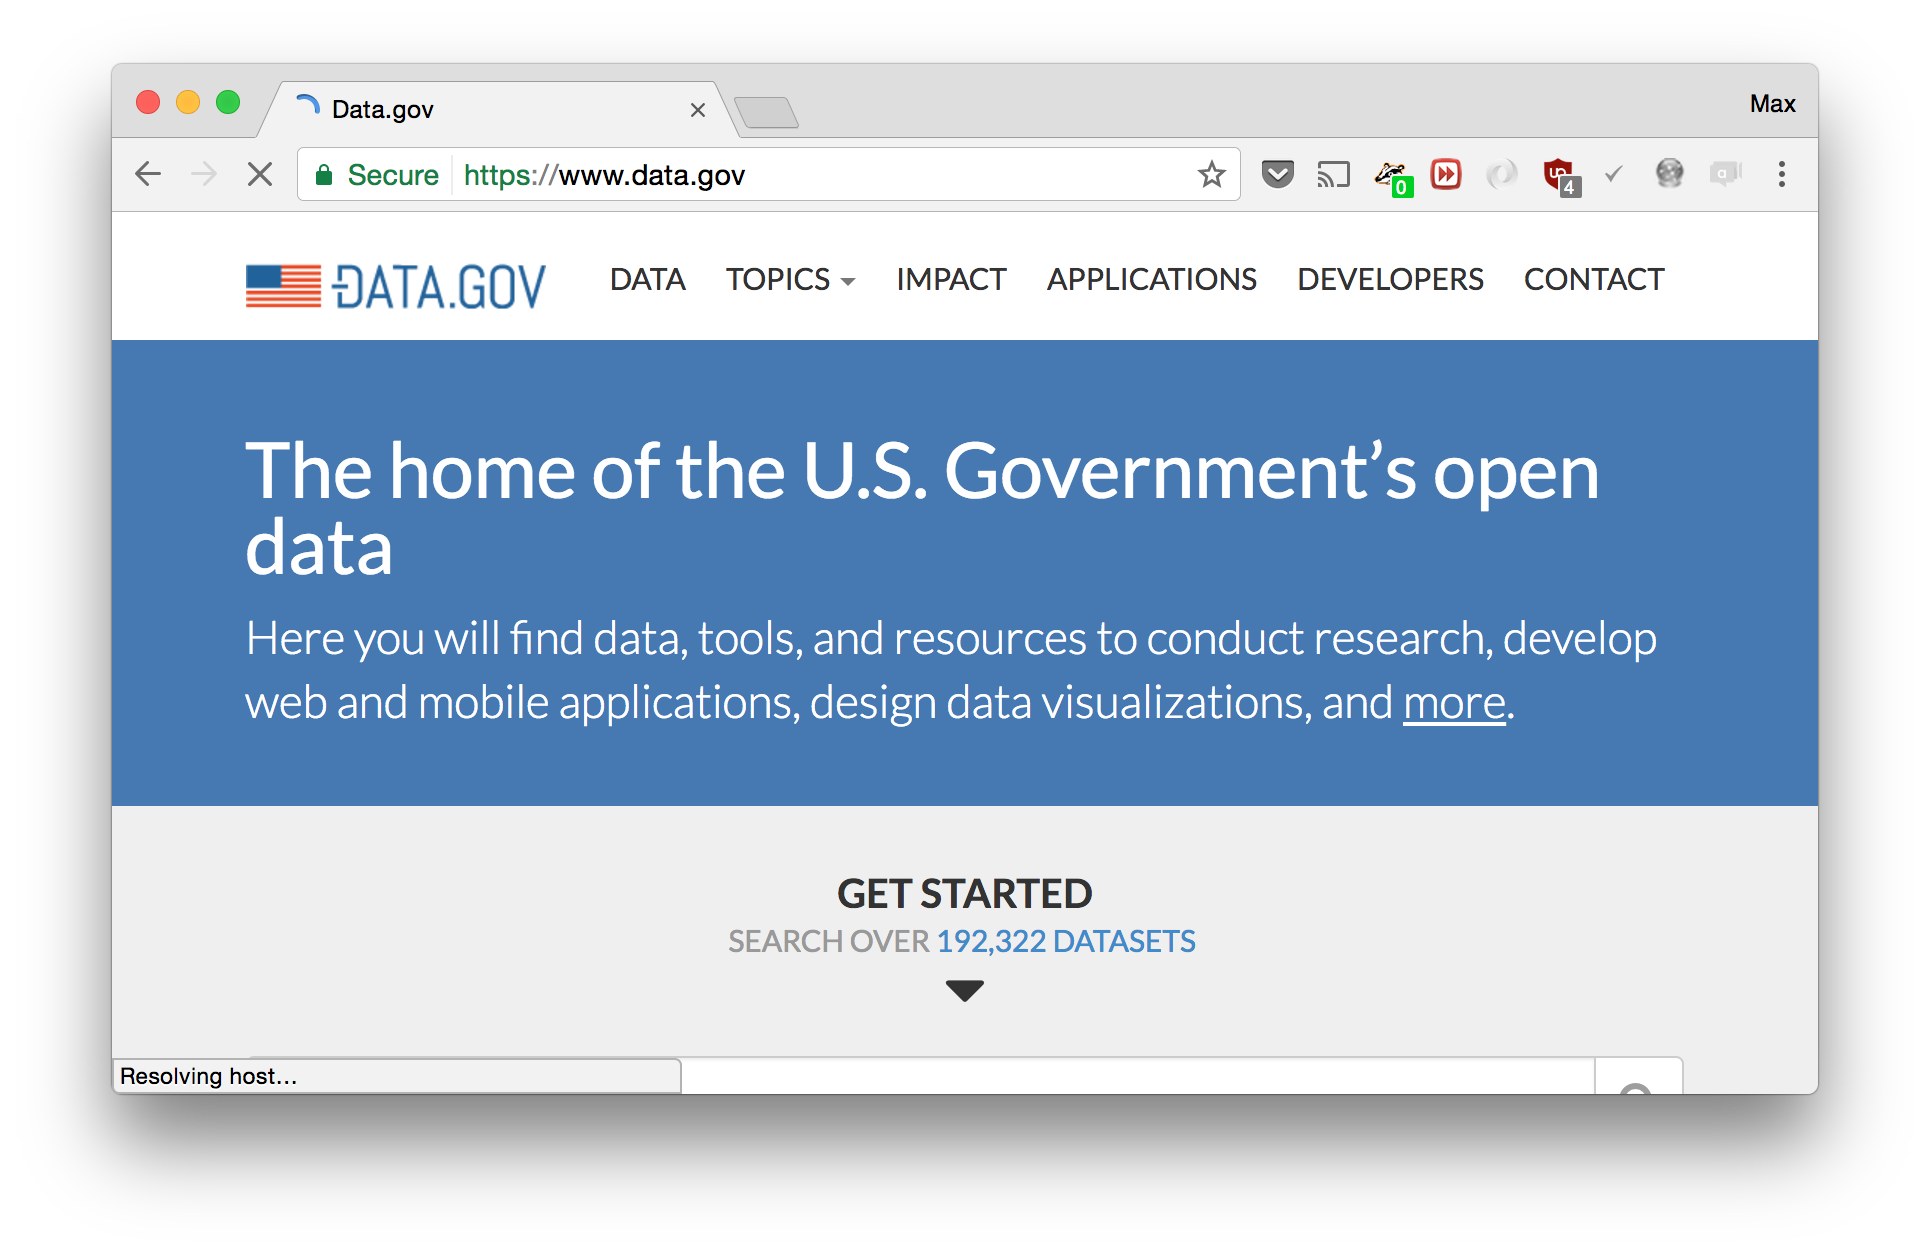 Data.gov
Max
Secure https://www.data.gov
0
4
a
DATA.GOV DATA TOPICS IMPACT APPLICATIONS DEVELOPERS CONTACT
The home of the U.S. Government’s open
data
Here you will find data, tools, and resources to conduct research, develop
web and mobile applications, design data visualizations, and more.
GET STARTED
SEARCH OVER 192,322 DATASETS
Resolving host...